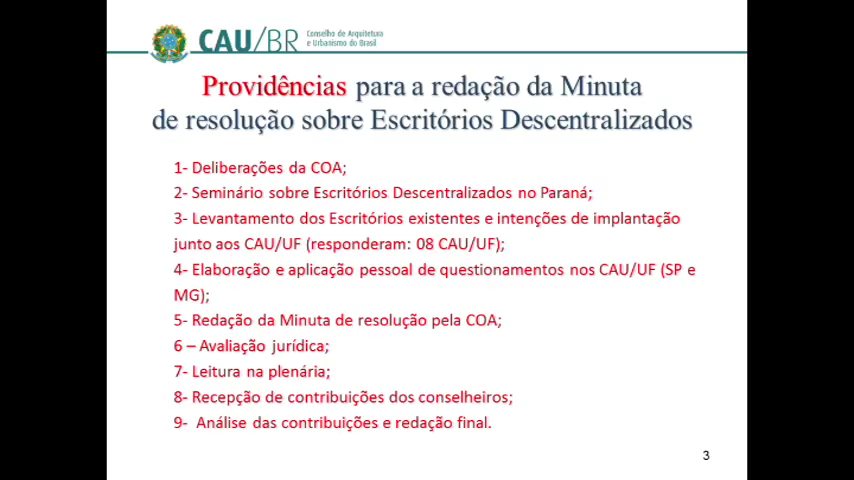 CAU/BR
Conselho de Arquitetura
e Urbanismo do Brasil
Providências para a redação da Minuta
de resolução sobre Escritórios Descentralizados
1- Deliberações da COA;
2- Seminário sobre Escritórios Descentralizados no Paraná;
3- Levantamento dos Escritórios existentes e intenções de implantação
junto aos CAU/UF (responderam: 08 CAU/UF);
4- Elaboração e aplicação pessoal de questionamentos nos CAU/UF (SP e
MG);
5- Redação da Minuta de resolução pela COA;
6 – Avaliação jurídica;
7- Leitura na plenária;
8- Recepção de contribuições dos conselheiros;
9- Análise das contribuições e redação final.
3